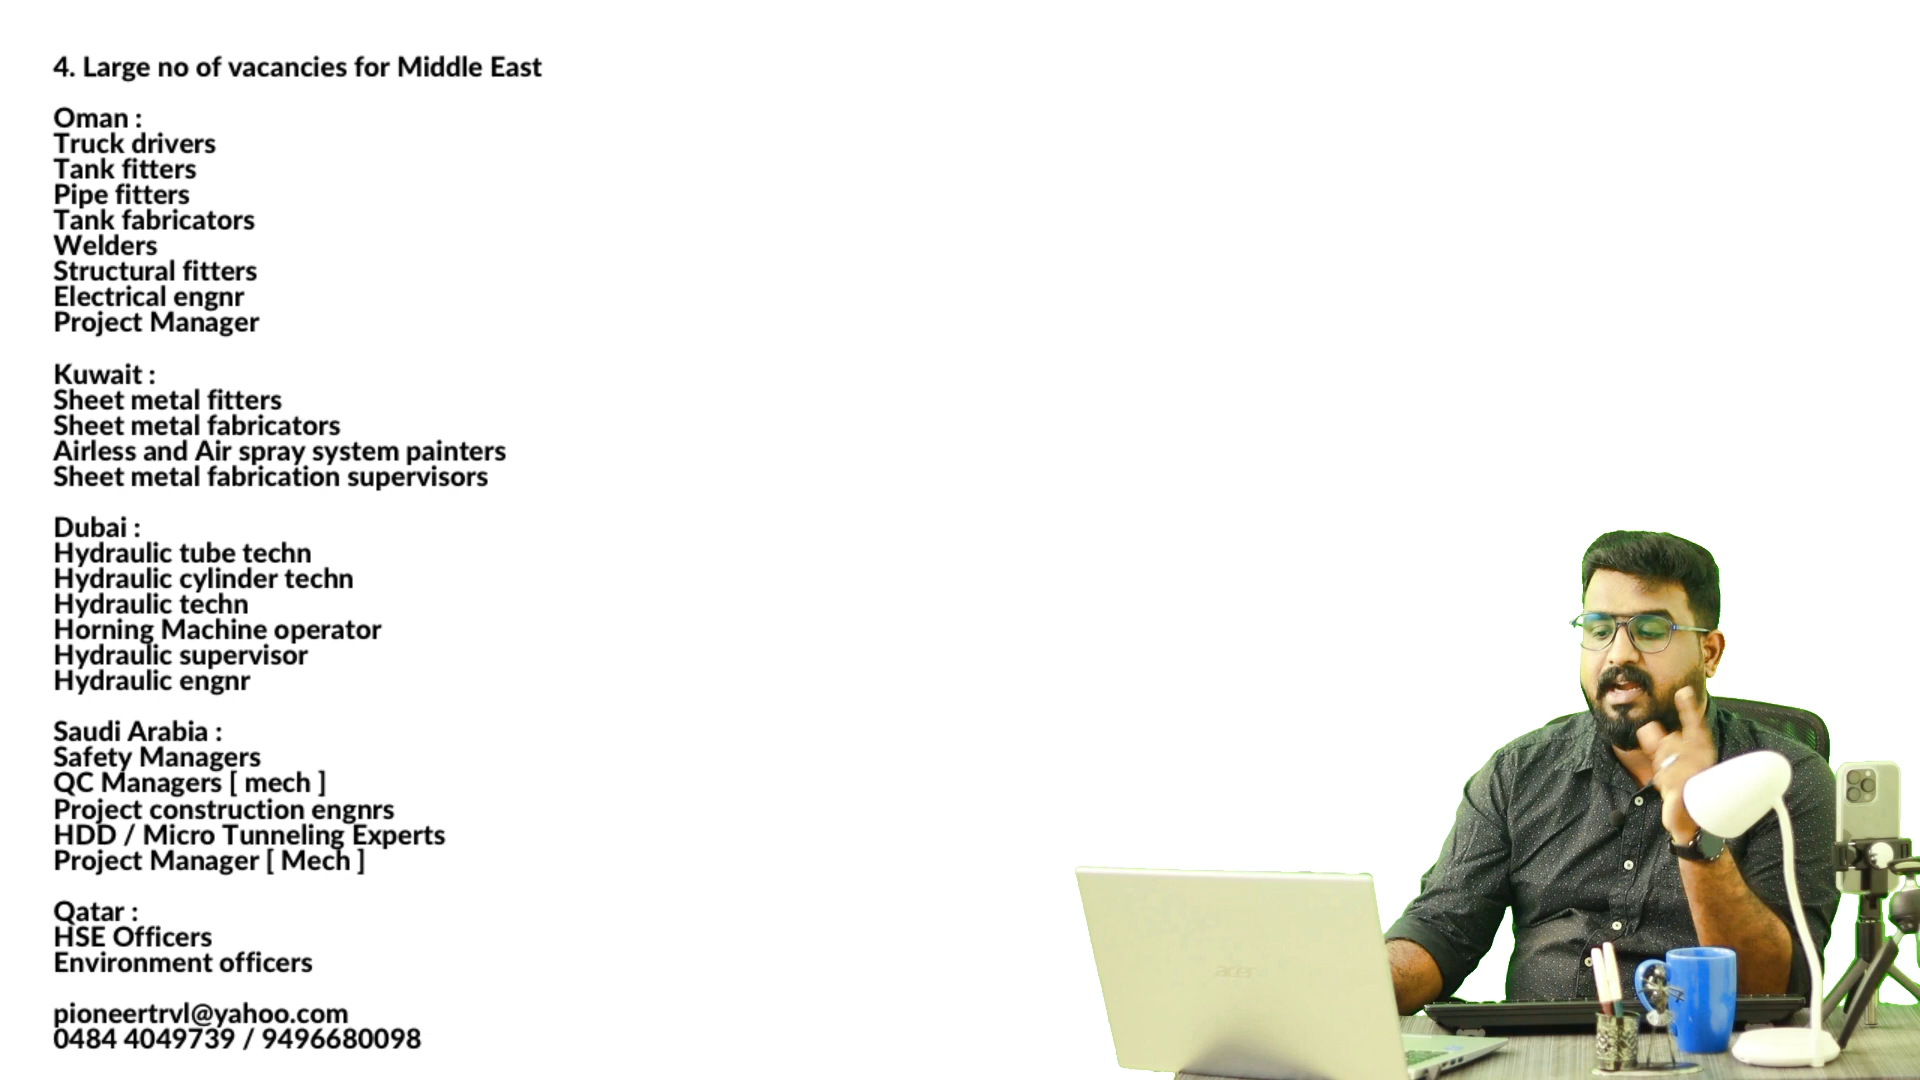 4. Large no of vacancies for Middle East
Oman :
Truck drivers
Tank fitters
Pipe fitters
Tank fabricators
Welders
Structural fitters
Electrical engnr
Project Manager
Kuwait :
Sheet metal fitters
Sheet metal fabricators
Airless and Air spray system painters
Sheet metal fabrication supervisors
Dubai :
Hydraulic tube techn
Hydraulic cylinder techn
Hydraulic techn
Horning Machine operator
Hydraulic supervisor
Hydraulic engnr
Saudi Arabia :
Safety Managers
QC Managers [ mech ]
Project construction engnrs
HDD / Micro Tunneling Experts
Project Manager [ Mech ]
Qatar :
HSE Officers
Environment officers
pioneertrvl@yahoo.com
0484 4049739 / 9496680098
acer